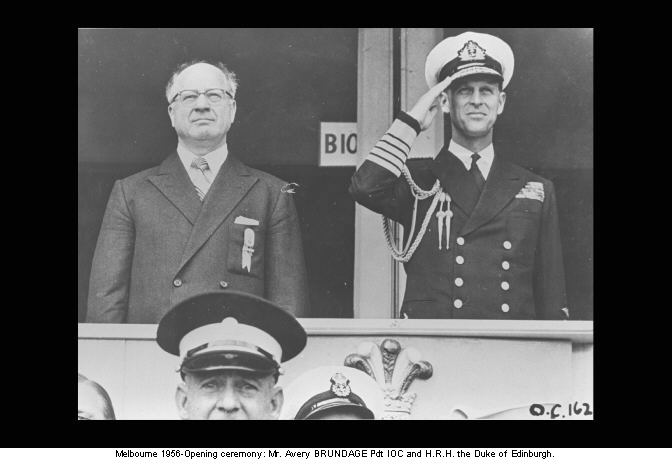 BIO
O.C. 162
Melbourne 1956-Opening ceremony: Mr. Avery BRUNDAGE Pdt IOC and H.R.H. the Duke of Edinburgh.